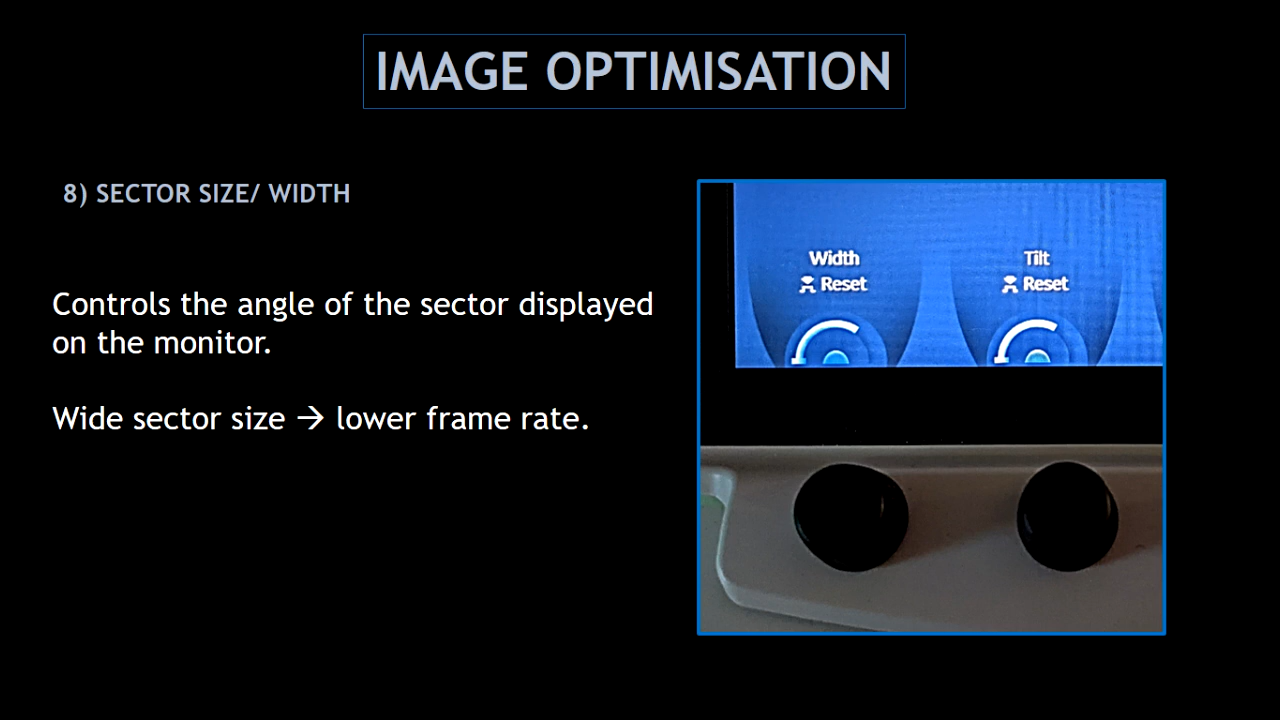 IMAGE OPTIMISATION
8) SECTOR SIZE/ WIDTH
Controls the angle of the sector displayed
on the monitor.
Wide sector size → lower frame rate.
Width
Reset
Tilt
Reset